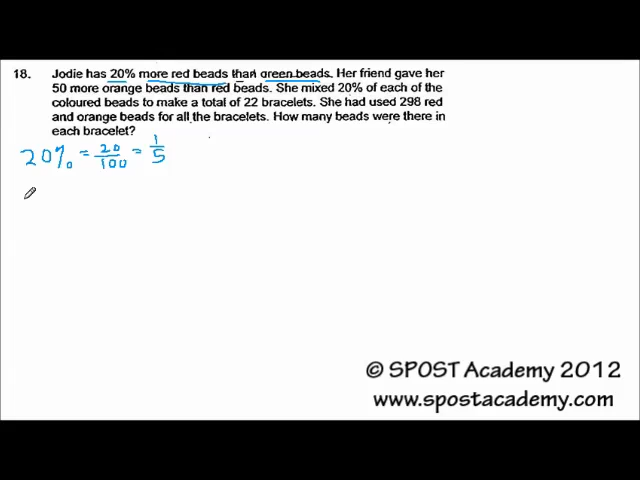 18. Jodie has 20% more red beads than green beads. Her friend gave her
50 more orange beads than red beads. She mixed 20% of each of the
coloured beads to make a total of 22 bracelets. She had used 298 red
and orange beads for all the bracelets. How many beads were there in
each bracelet?
20% = 20/100 = 1/5
© SPOST Academy 2012
www.spostacademy.com